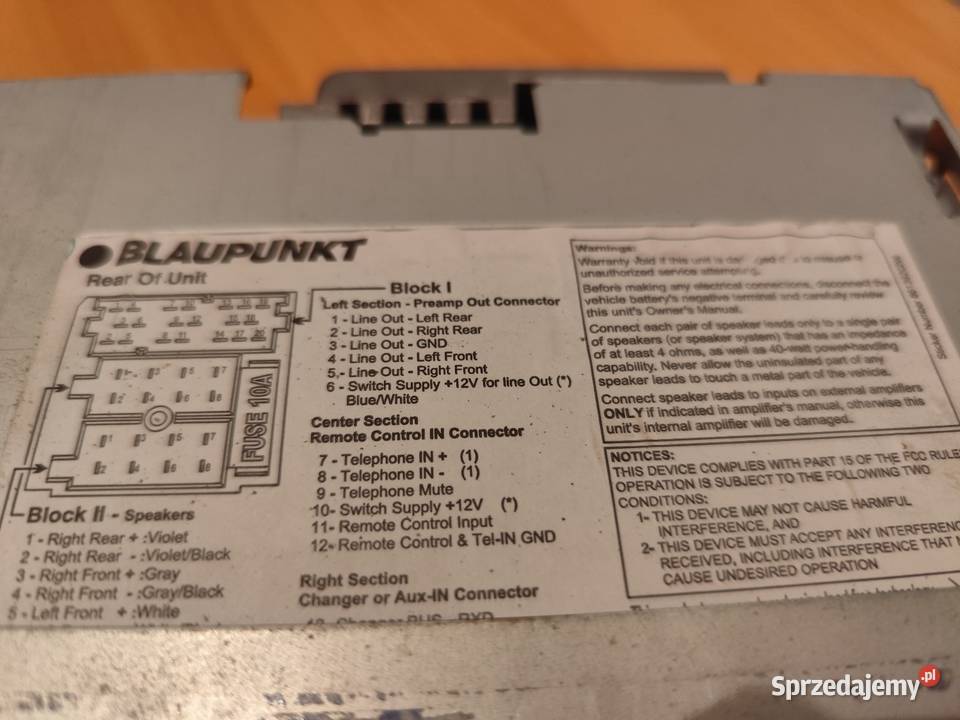 BLAUPUNKT
Rear Of Unit
FUSE 10A
Block I
Left Section - Preamp Out Connector
1 - Line Out - Left Rear
2 - Line Out - Right Rear
3 - Line Out - GND
4 - Line Out - Left Front
5 - Line Out - Right Front
6 - Switch Supply +12V for line Out (*)
Blue/White
Center Section
Remote Control IN Connector
7 - Telephone IN + (1)
8 - Telephone IN - (1)
9 - Telephone Mute
10- Switch Supply +12V (*)
11- Remote Control Input
12- Remote Control & Tel-IN GND
Right Section
Changer or Aux-IN Connector
Block II - Speakers
1 - Right Rear + :Violet
2 - Right Rear - :Violet/Black
3 - Right Front + :Gray
4 - Right Front - :Gray/Black
5 - Left Front + :White
Warnings:
Warranty void if this unit is
unauthorized service
Before making any electrical connections, disconnect the
vehicle battery's negative terminal and carefully review
this unit's Owner's Manual.
Connect each pair of speaker leads only to a single pair
of speakers (or speaker system) that has an impedance
of at least 4 ohms, as well as 40-watt power-handling
capability. Never allow the uninsulated part of any
speaker leads to touch a metal part of the vehicle.
Connect speaker leads to inputs on external amplifiers
ONLY if indicated in amplifier's manual, otherwise this
unit's internal amplifier will be damaged.
NOTICES:
THIS DEVICE COMPLIES WITH PART 15 OF THE FCC RULE
OPERATION IS SUBJECT TO THE FOLLOWING TWO
CONDITIONS:
1- THIS DEVICE MAY NOT CAUSE HARMFUL
INTERFERENCE, AND
2- THIS DEVICE MUST ACCEPT ANY INTERFERENC
RECEIVED, INCLUDING INTERFERENCE THAT
CAUSE UNDESIRED OPERATION
Sprzedajemy.pl